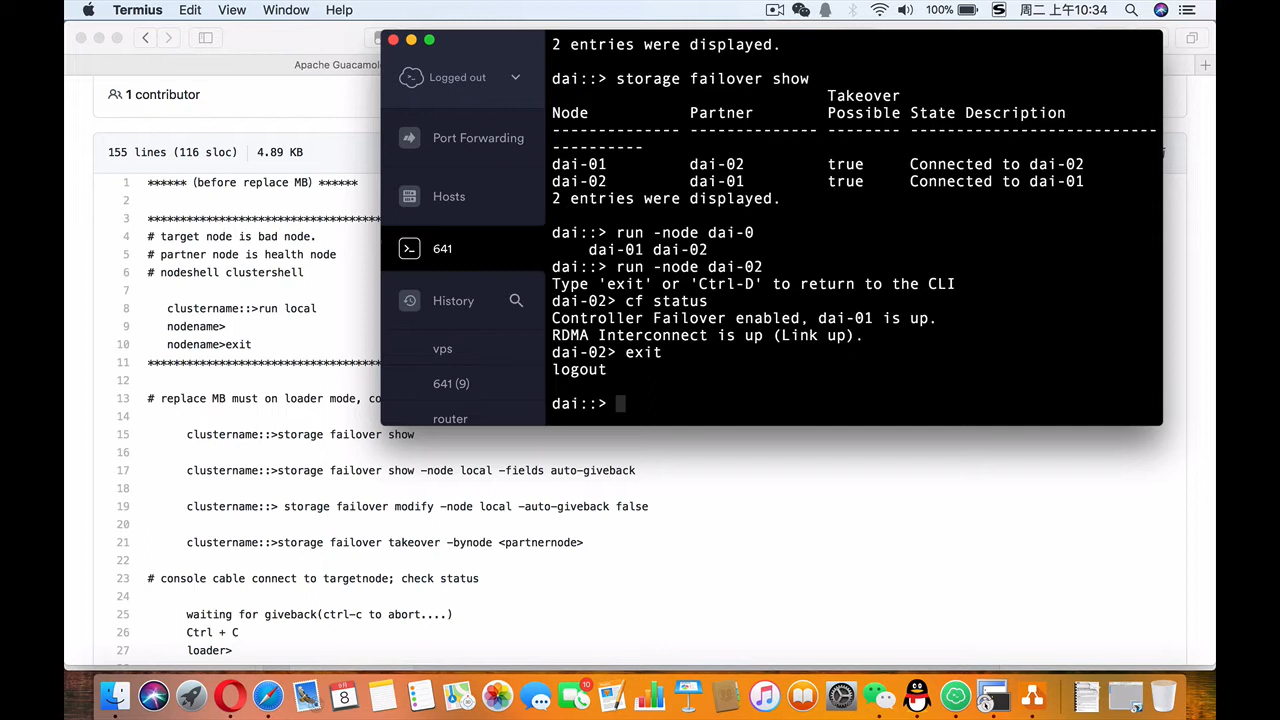 Termius Edit View Window Help 100% 周二 上午10:34
Apache Guacamol
1 contributor
155 lines (116 sloc) 4.89 KB
1 ****** (before replace MB) ******
2
3 **************************************
4 # target node is bad node.
5 # partner node is health node
6 # nodeshell clustershell
7
8 clustername::>run local
9 nodename>
10 nodename>exit
11 **************************************
12
13 # replace MB must on loader mode, co
14
15 clustername::>storage failover show
16
17 clustername::>storage failover show -node local -fields auto-giveback
18
19 clustername::> storage failover modify -node local -auto-giveback false
20
21 clustername::>storage failover takeover -bynode <partnernode>
22
23 # console cable connect to targetnode; check status
24
25 waiting for giveback(ctrl-c to abort....)
26 Ctrl + C
27 loader>
28
Logged out
Port Forwarding
Hosts
641
History
vps
641 (9)
router
2 entries were displayed.
dai::> storage failover show
Takeover
Node Partner Possible State Description
-------------- -------------- -------- ---------------------------
----------
dai-01 dai-02 true Connected to dai-02
dai-02 dai-01 true Connected to dai-01
2 entries were displayed.
dai::> run -node dai-0
dai-01 dai-02
dai::> run -node dai-02
Type 'exit' or 'Ctrl-D' to return to the CLI
dai-02> cf status
Controller Failover enabled, dai-01 is up.
RDMA Interconnect is up (Link up).
dai-02> exit
logout
dai::>
9月
8
10